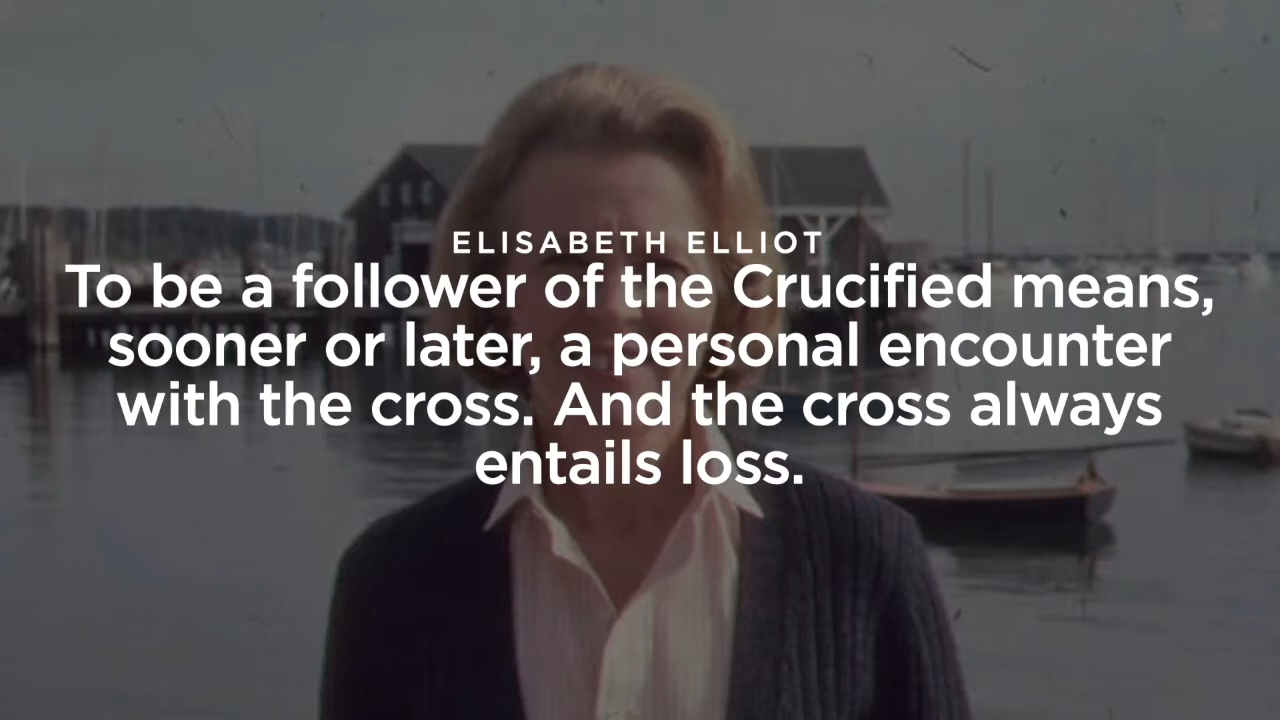 ELISABETH ELLIOT
To be a follower of the Crucified means,
sooner or later, a personal encounter
with the cross. And the cross always
entails loss.